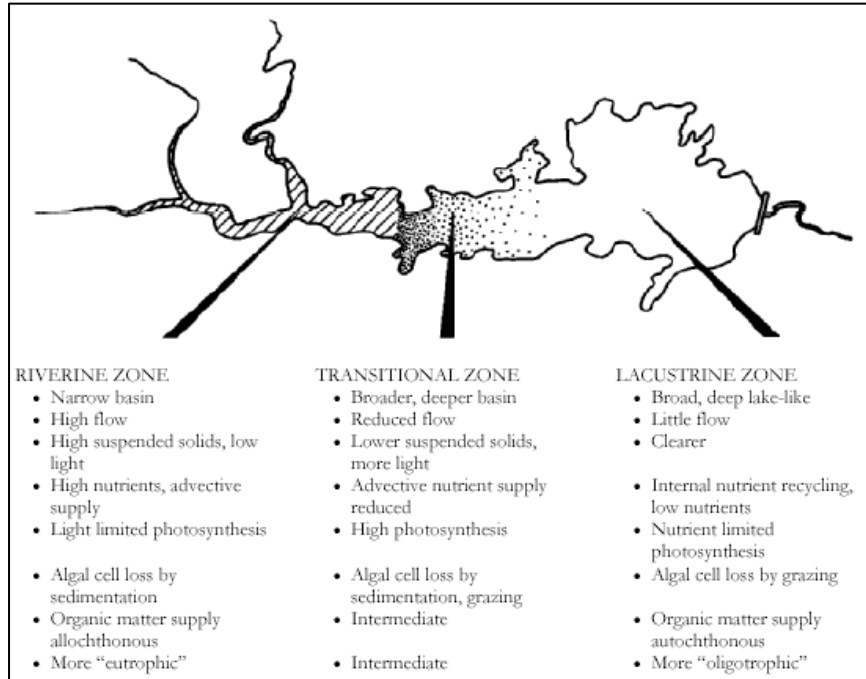 RIVERINE ZONE
• Narrow basin
• High flow
• High suspended solids, low
light
• High nutrients, advective
supply
• Light limited photosynthesis
• Algal cell loss by
sedimentation
• Organic matter supply
allochthonous
• More “eutrophic”
TRANSITIONAL ZONE
• Broader, deeper basin
• Reduced flow
• Lower suspended solids,
more light
• Advective nutrient supply
reduced
• High photosynthesis
• Algal cell loss by
sedimentation, grazing
• Intermediate
• Intermediate
LACUSTRINE ZONE
• Broad, deep lake-like
• Little flow
• Clearer
• Internal nutrient recycling,
low nutrients
• Nutrient limited
photosynthesis
• Algal cell loss by grazing
• Organic matter supply
autochthonous
• More “oligotrophic”